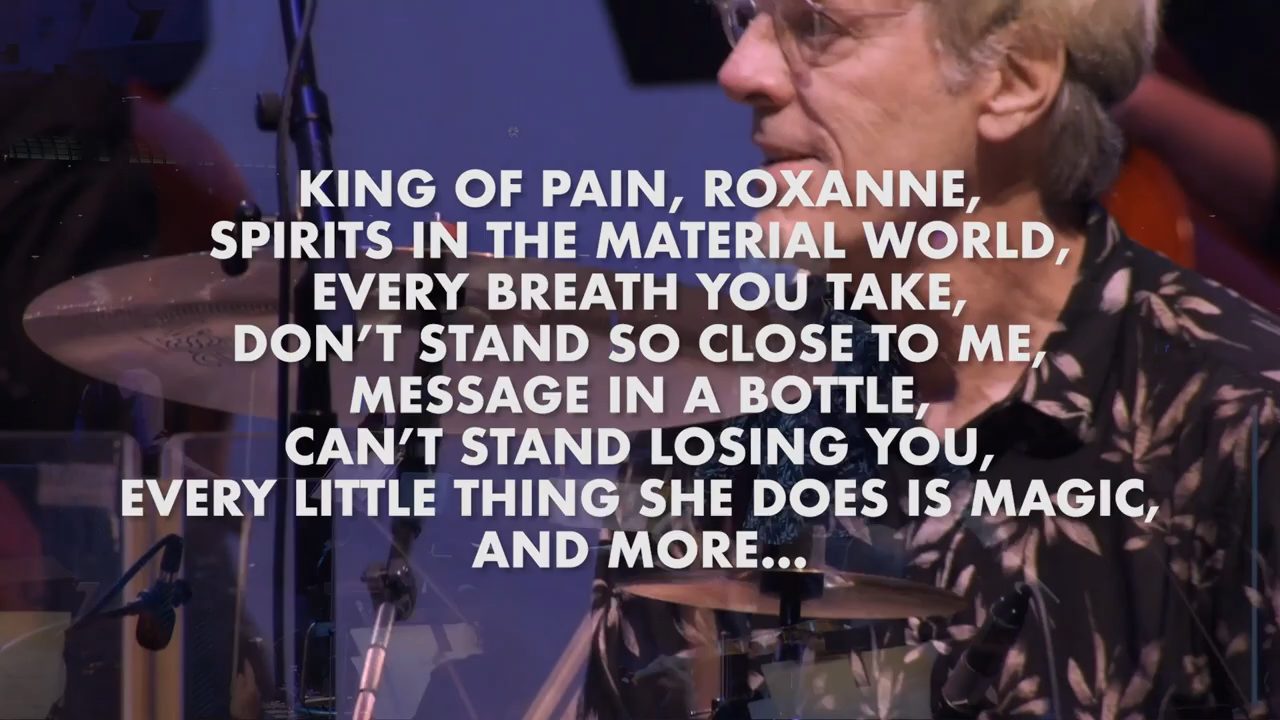 KING OF PAIN, ROXANNE,
SPIRITS IN THE MATERIAL WORLD,
EVERY BREATH YOU TAKE,
DON’T STAND SO CLOSE TO ME,
MESSAGE IN A BOTTLE,
CAN’T STAND LOSING YOU,
EVERY LITTLE THING SHE DOES IS MAGIC,
AND MORE...